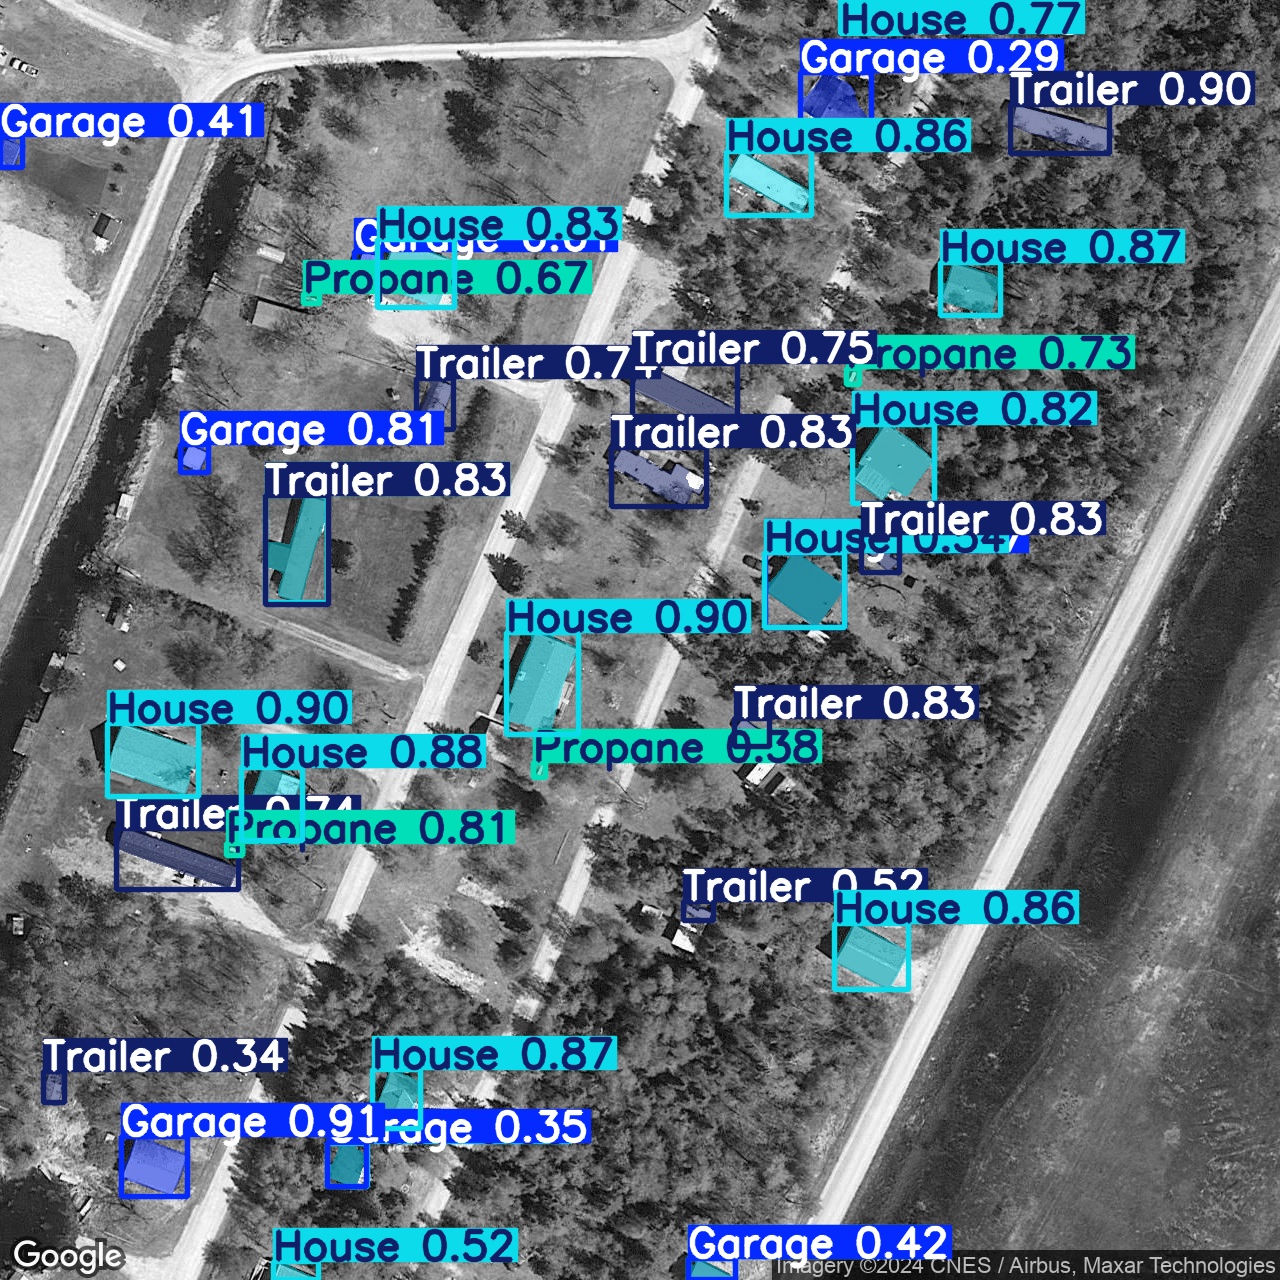 House 0.77
Garage 0.29
Trailer 0.90
Garage 0.41
House 0.86
House 0.83
House 0.87
Propane 0.67
Trailer 0.75
0.73
House 0.82
Garage 0.81
Trailer 0.83
Trailer 0.83
Trailer 0.83
House
House 0.90
House 0.90
Trailer 0.83
House 0.88
Propane 0.38
Trailer
Propane 0.81
Trailer 0.52
House 0.86
Trailer 0.34
House 0.87
Garage 0.91
0.35
House 0.52
Garage 0.42
Google
Imagery ©2024 CNES / Airbus, Maxar Technologies